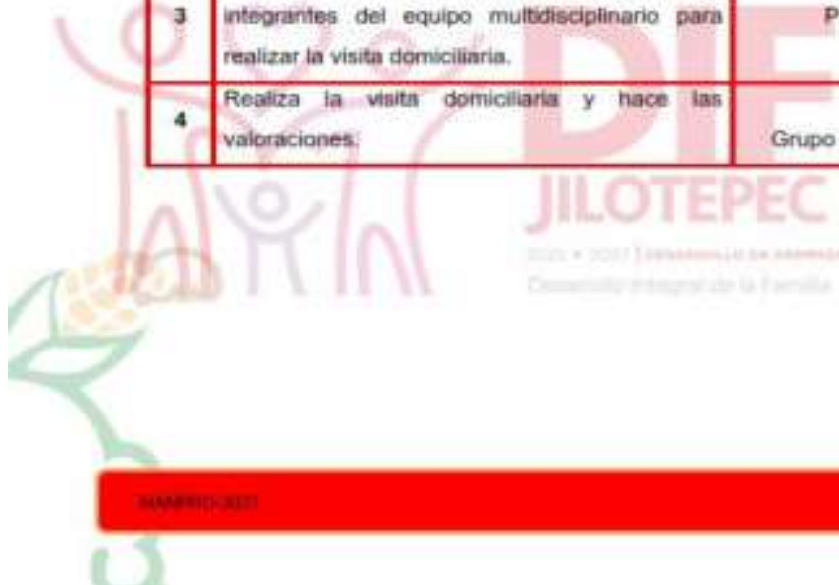 3 integrantes del equipo multidisciplinario para P
realizar la visita domiciliaria.
4 Realiza la visita domiciliaria y hace las
valoraciones. Grupo
DIF
JILOTEPEC
Desarrollo Integral de la Familia